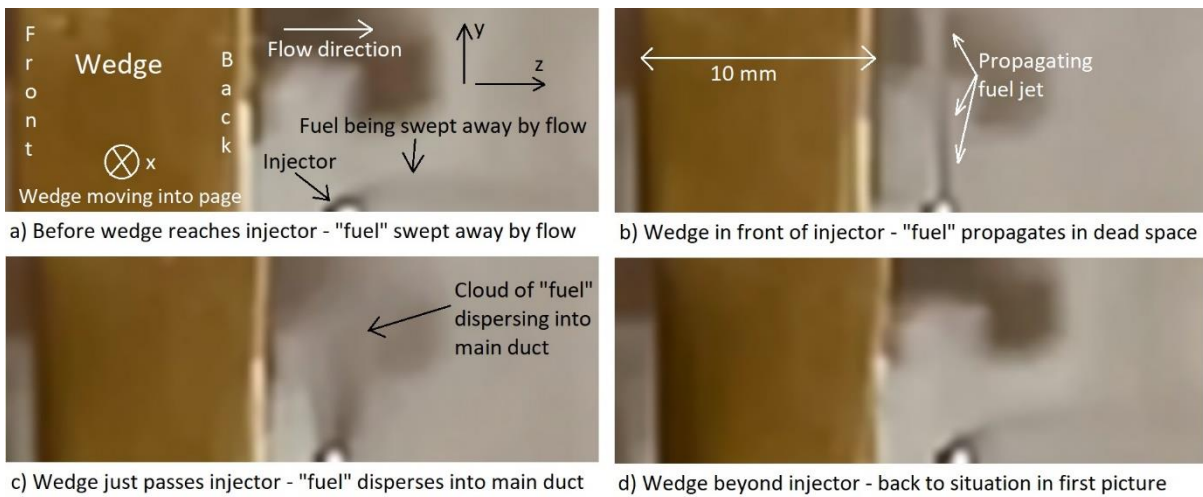 Front
Wedge
Back
Flow direction
y
z
Fuel being swept away by flow
Injector
x
Wedge moving into page
a) Before wedge reaches injector - "fuel" swept away by flow
10 mm
Propagating
fuel jet
b) Wedge in front of injector - "fuel" propagates in dead space
Cloud of "fuel"
dispersing into
main duct
c) Wedge just passes injector - "fuel" disperses into main duct
d) Wedge beyond injector - back to situation in first picture